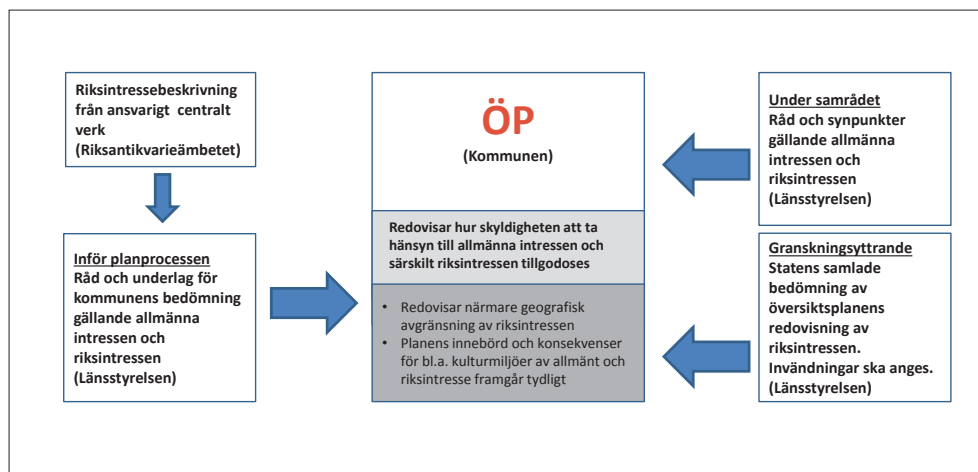 Riksintressebeskrivning
från ansvarigt centralt
verk
(Riksantikvarieämbetet)
Inför planprocessen
Råd och underlag för
kommunens bedömning
gällande allmänna
intressen och
riksintressen
(Länsstyrelsen)
ÖP
(Kommunen)
Redovisar hur skyldigheten att ta
hänsyn till allmänna intressen och
särskilt riksintressen tillgodoses
• Redovisar närmare geografisk
avgränsning av riksintressen
• Planens innebörd och konsekvenser
för bl.a. kulturmiljöer av allmänt och
riksintresse framgår tydligt
Under samrådet
Råd och synpunkter
gällande allmänna
intressen och
riksintressen
(Länsstyrelsen)
Granskningsyttrande
Statens samlade
bedömning av
översiktsplanens
redovisning av
riksintressen.
Invändningar ska anges.
(Länsstyrelsen)